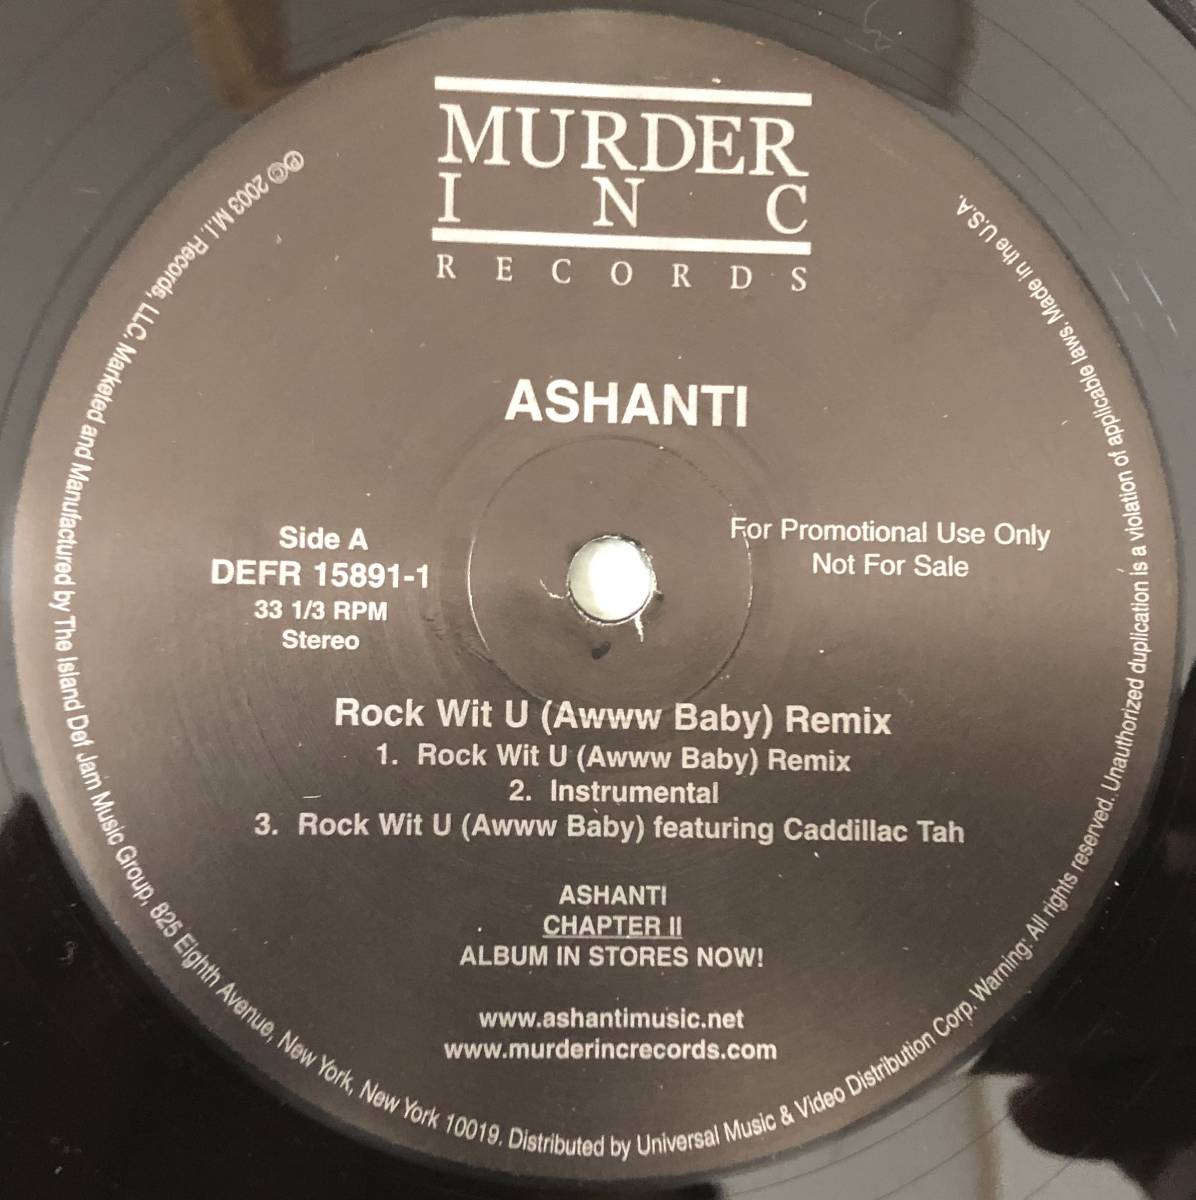 MURDER
INC
RECORDS
ASHANTI
Side A
DEFR 15891-1
33 1/3 RPM
Stereo
For Promotional Use Only
Not For Sale
Rock Wit U (Awww Baby) Remix
1. Rock Wit U (Awww Baby) Remix
2. Instrumental
3. Rock Wit U (Awww Baby) featuring Caddillac Tah
ASHANTI
CHAPTER II
ALBUM IN STORES NOW!
www.ashantimusic.net
www.murderincrecords.com
℗© 2003 M.I. Records, LLC. Marketed and Manufactured by The Island Def Jam Music Group, 825 Eighth Avenue, New York, New York 10019. Distributed by Universal Music & Video Distribution Corp. Warning: All rights reserved. Unauthorized duplication is a violation of applicable laws. Made in the U.S.A.